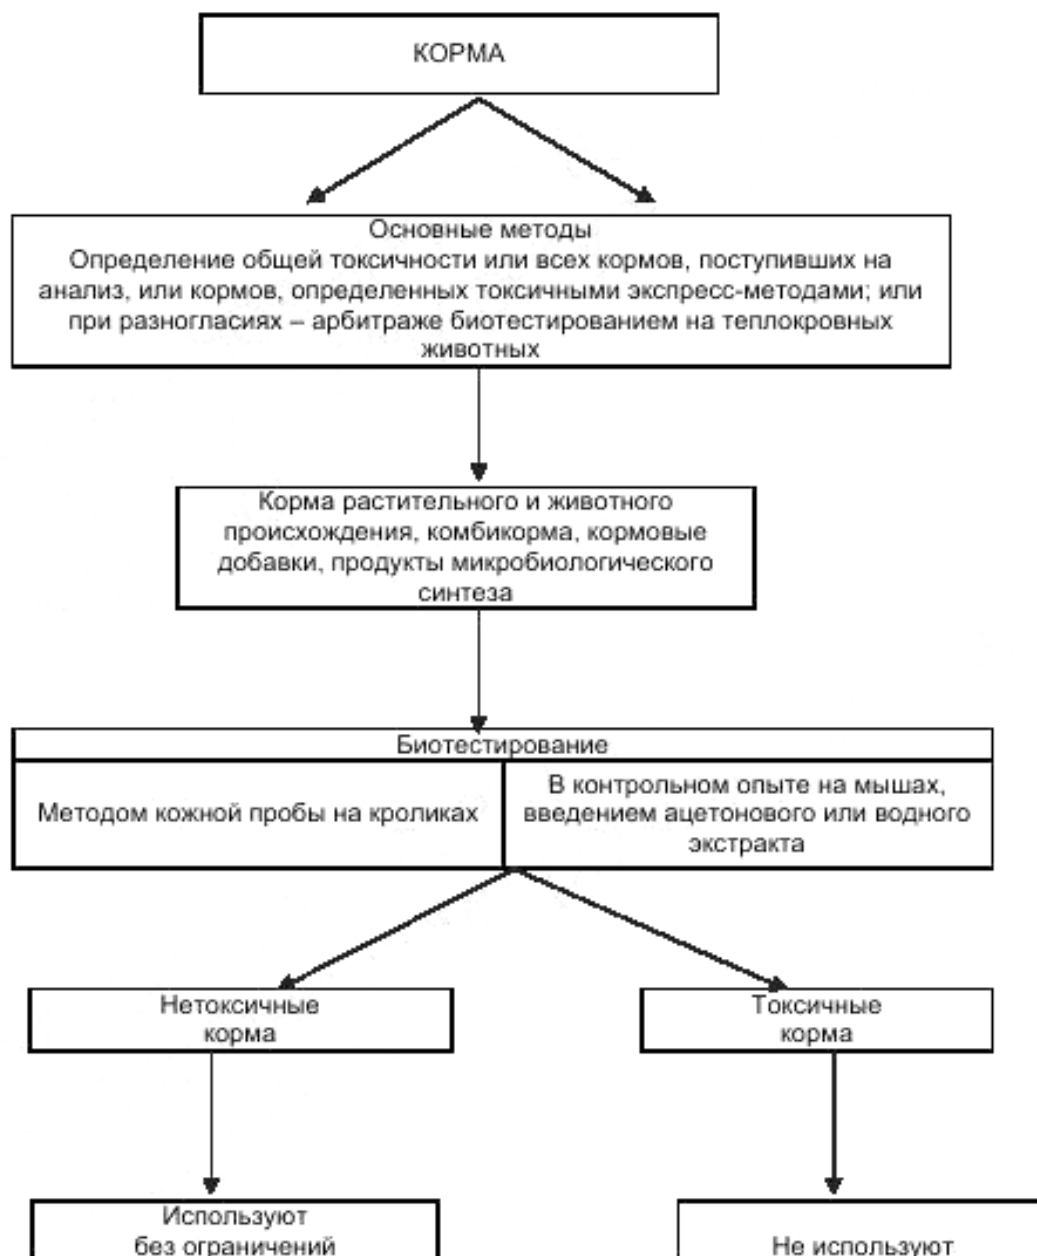 КОРМА
Основные методы
Определение общей токсичности или всех кормов, поступивших на
анализ, или кормов, определенных токсичными экспресс-методами; или
при разногласиях – арбитраже биотестированием на теплокровных
животных
Корма растительного и животного
происхождения, комбикорма, кормовые
добавки, продукты микробиологического
синтеза
Биотестирование
Методом кожной пробы на кроликах
В контрольном опыте на мышах,
введением ацетонового или водного
экстракта
Нетоксичные
корма
Токсичные
корма
Используют
без ограничений
Не используют